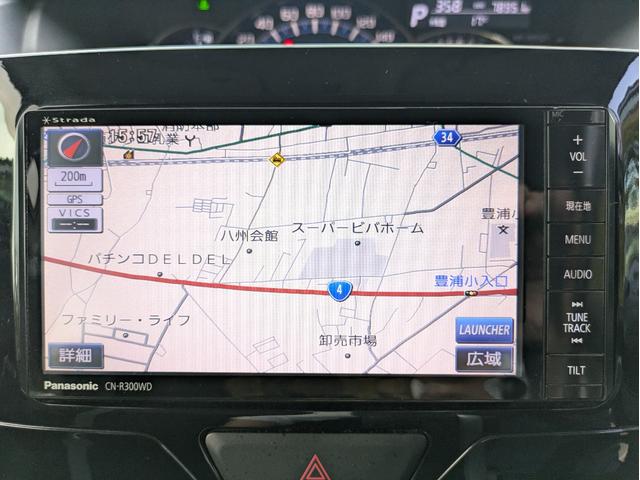 P
358
Strada
MIC
15:57
200m
GPS
VICS
-:--
34
+
VOL
-
現在地
MENU
AUDIO
TUNE
TRACK
TILT
豊浦小
八州会館
スーパービバホーム
パチンコDELDEL
4
豊浦小入口
ファミリー・ライフ
卸売市場
LAUNCHER
詳細
広域
Panasonic CN-R300WD